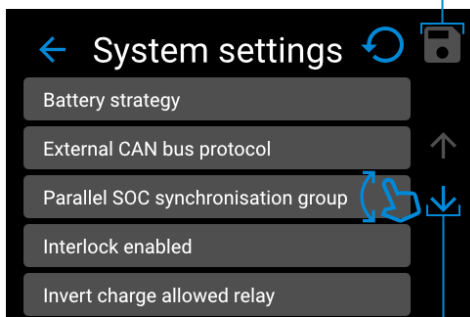 System settings
Battery strategy
External CAN bus protocol
Parallel SOC synchronisation group
Interlock enabled
Invert charge allowed relay